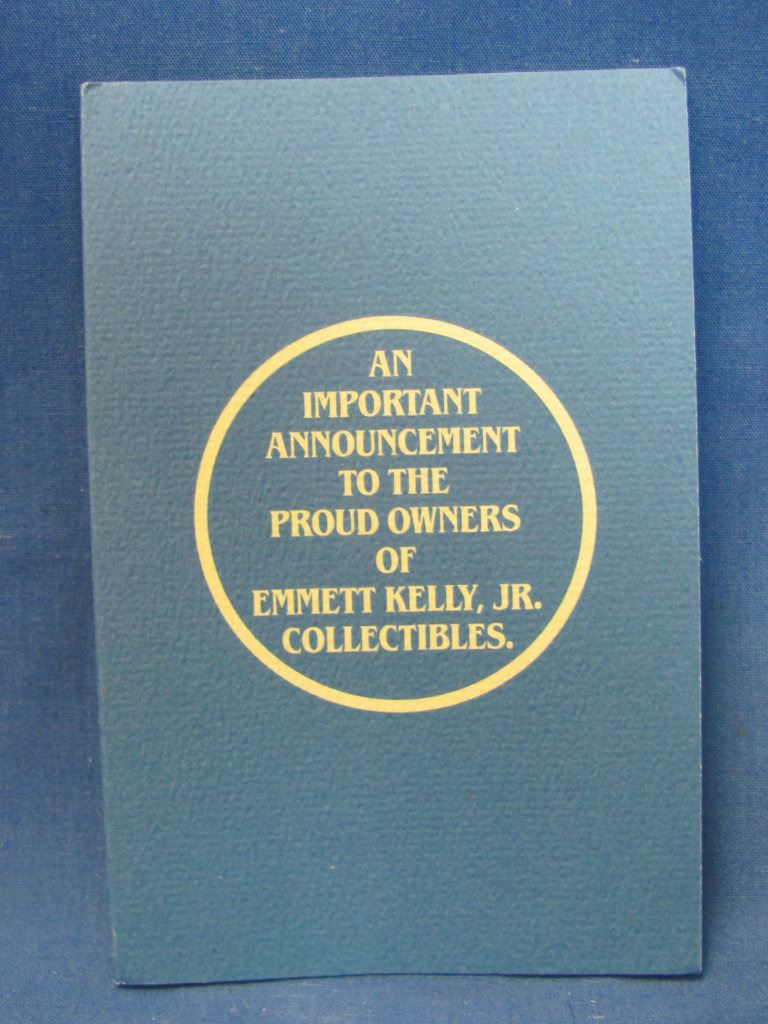 AN
IMPORTANT
ANNOUNCEMENT
TO THE
PROUD OWNERS
OF
EMMETT KELLY, JR.
COLLECTIBLES.